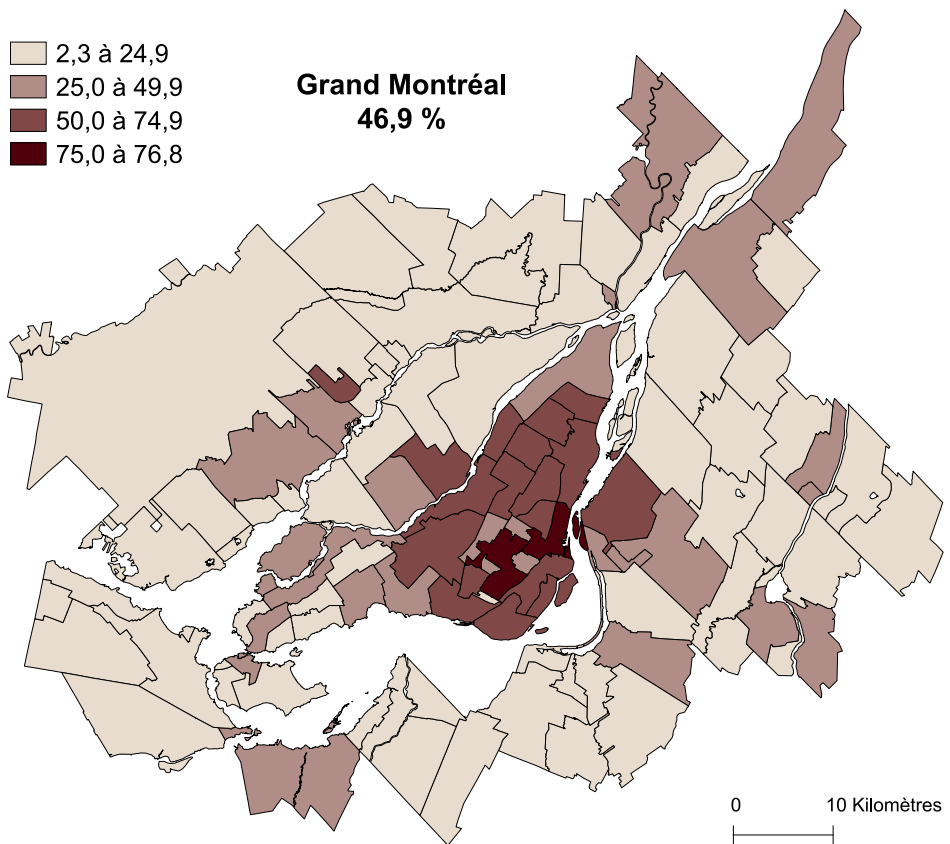 2,3 à 24,9
25,0 à 49,9
50,0 à 74,9
75,0 à 76,8
Grand Montréal
46,9 %
0 10 Kilomètres